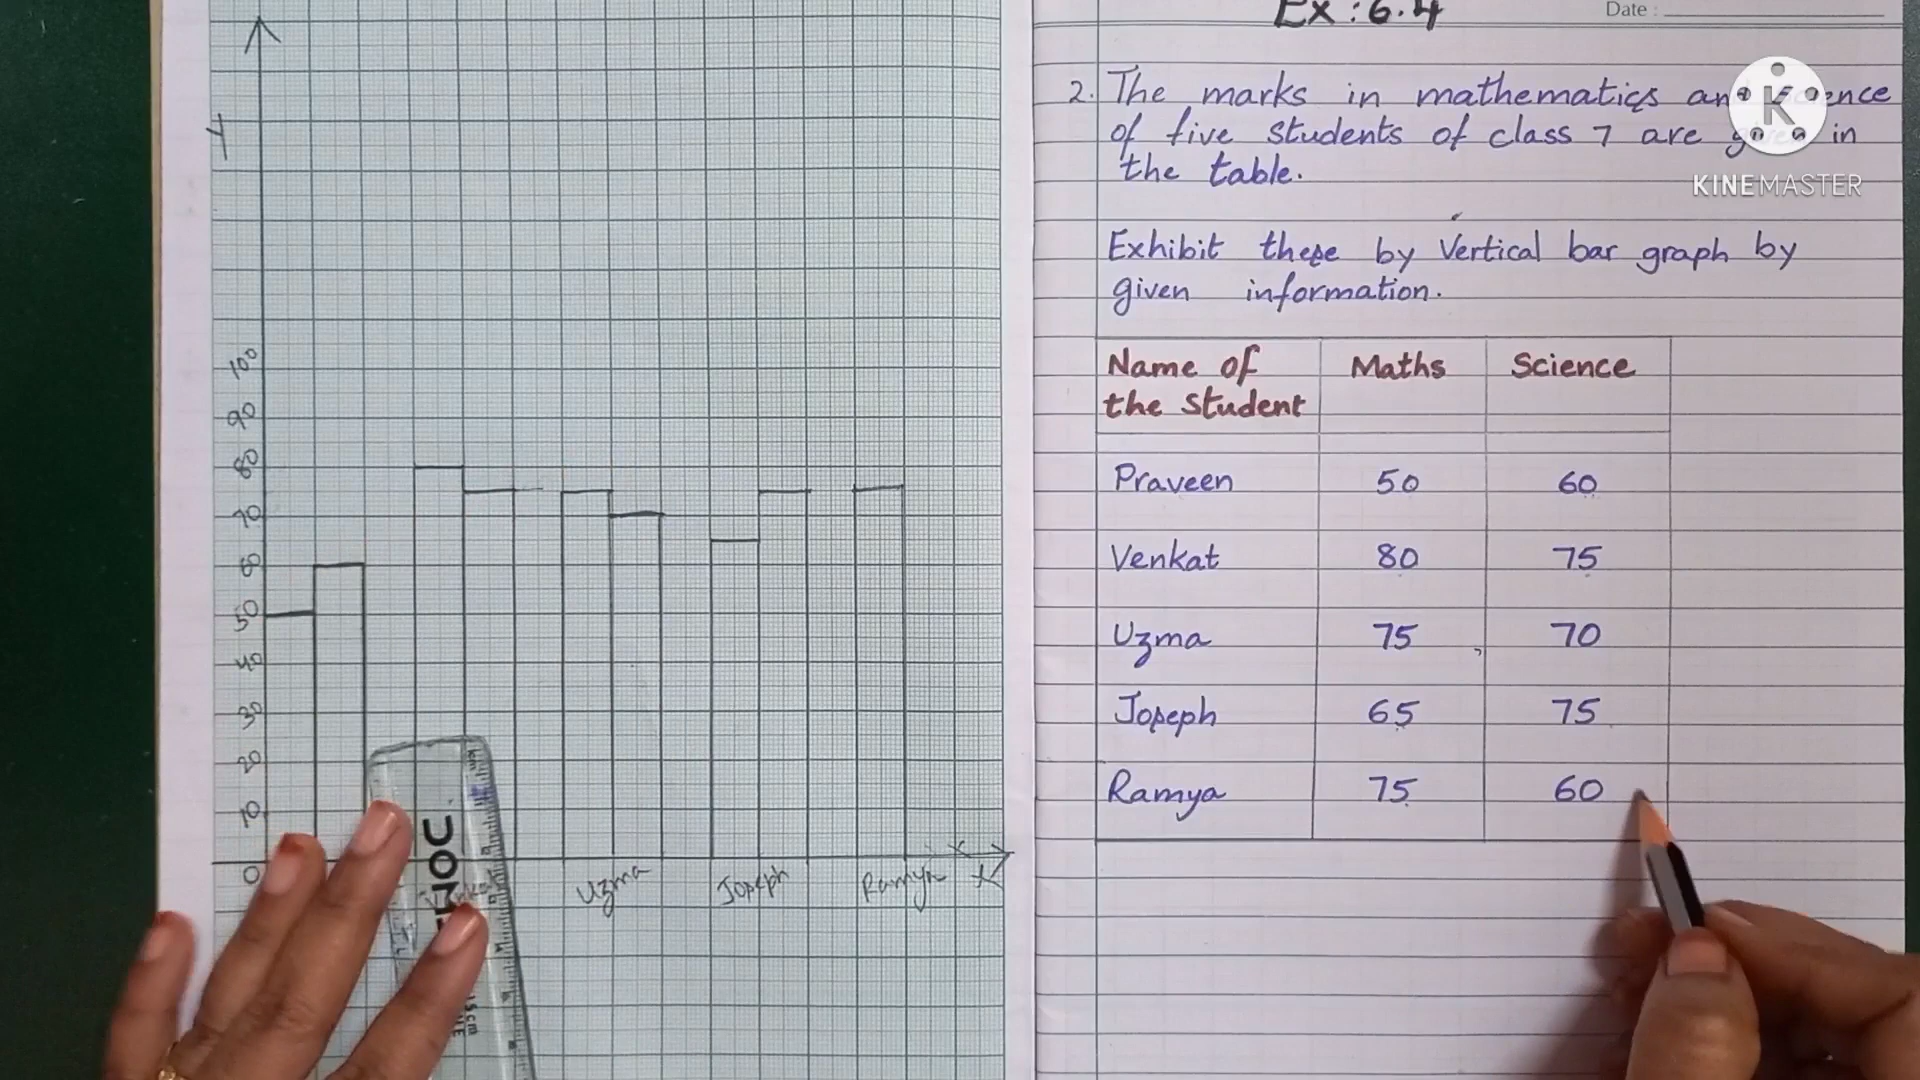 Ex : 6.4
Date :
2. The marks in mathematics and
of five students of class 7 are given in
the table.
KINEMASTER
Exhibit these by Vertical bar graph by
given information.
Name of the student Maths Science
Praveen 50 60
Venkat 80 75
Uzma 75 70
Joseph 65 75
Ramya 75 60
Y
100
90
80
70
60
50
40
30
20
10
0
Uzma Joseph Ramya X
15cm